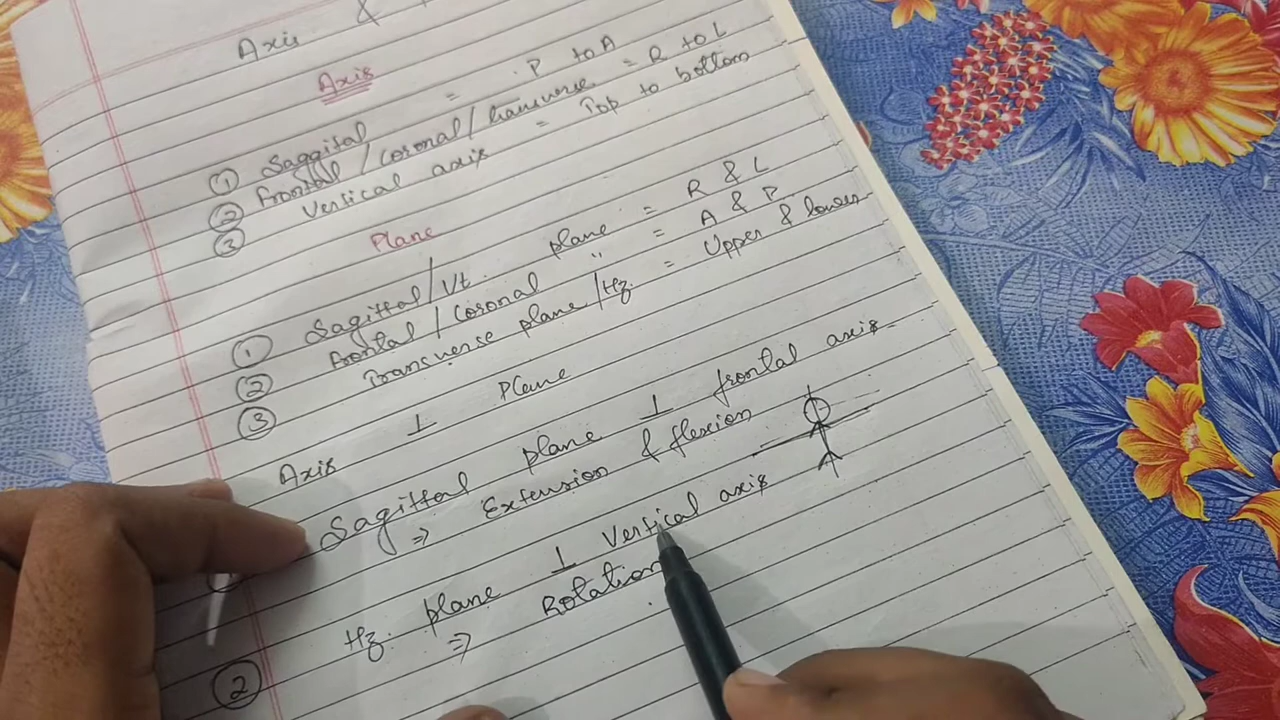 Axis &
Axis
① Saggital = P to A
② frontal / Coronal / transverse = R to L
③ Vertical axis = Top to bottom
Plane
① Sagittal / Vt. plane = R & L
② frontal / Coronal " = A & P
③ Transverse plane / Hz. = Upper & lower
Axis ⊥ Plane
Sagittal plane ⊥ frontal axis
⇒ Extension & flexion
② Hz. plane ⊥ Vertical axis
⇒ Rotation